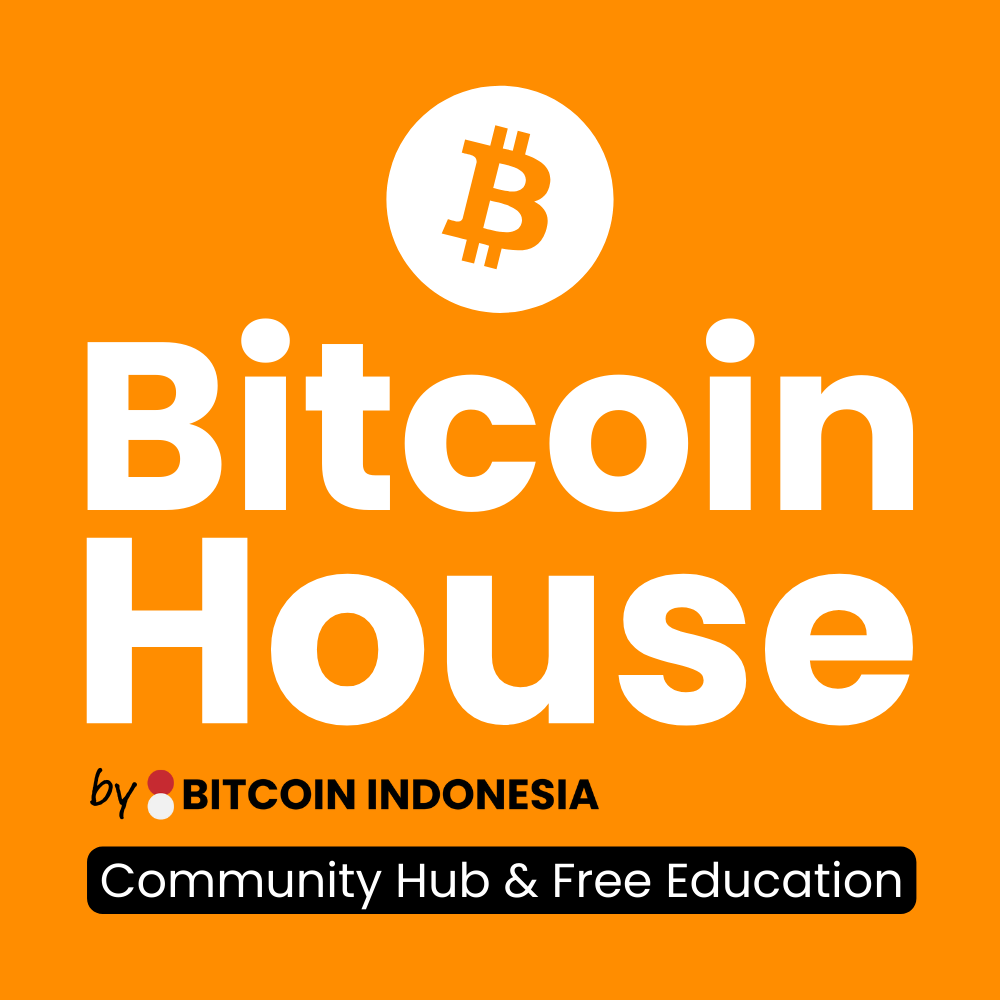 Bitcoin
House
by BITCOIN INDONESIA
Community Hub & Free Education